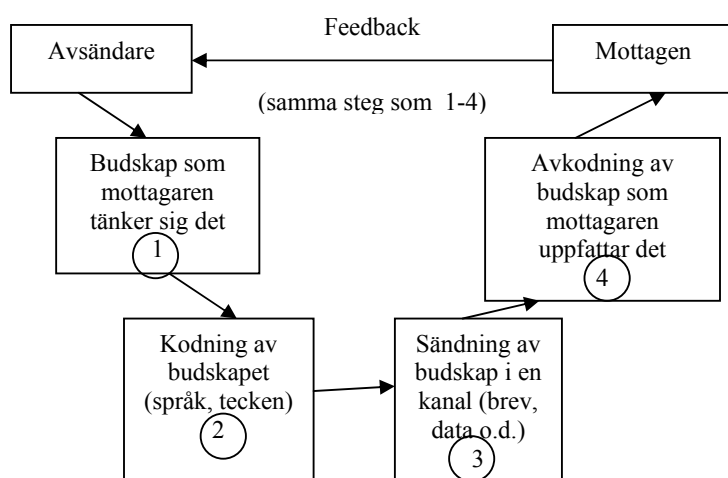 Feedback
Avsändare
Mottagen
(samma steg som 1-4)
Budskap som
mottagaren
tänker sig det
1
Kodning av
budskapet
(språk, tecken)
2
Sändning av
budskap i en
kanal (brev,
data o.d.)
3
Avkodning av
budskap som
mottagaren
uppfattar det
4